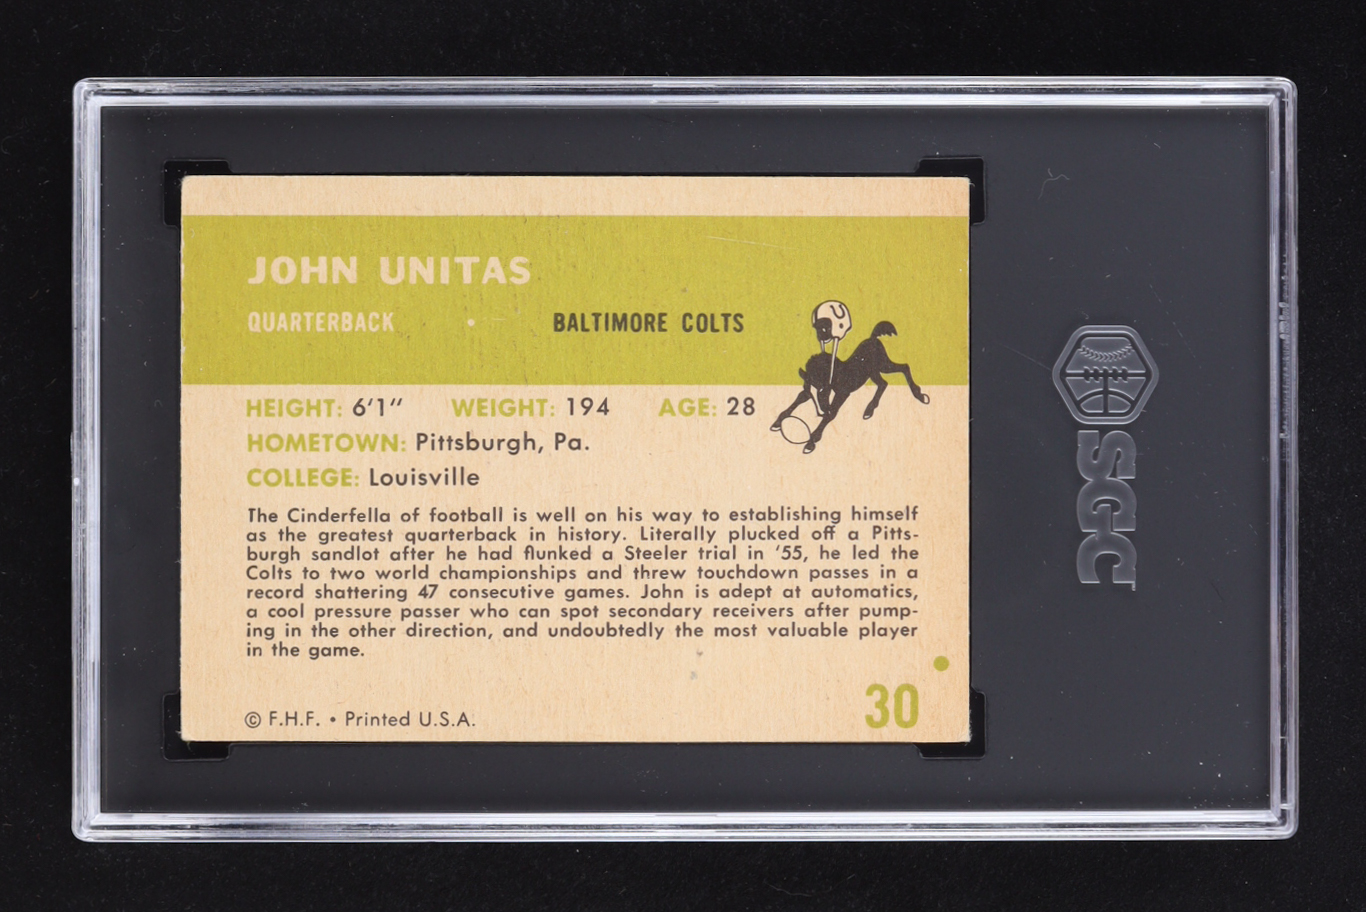 JOHN UNITAS
QUARTERBACK BALTIMORE COLTS
HEIGHT: 6'1" WEIGHT: 194 AGE: 28
HOMETOWN: Pittsburgh, Pa.
COLLEGE: Louisville
The Cinderfella of football is well on his way to establishing himself
as the greatest quarterback in history. Literally plucked off a Pitts-
burgh sandlot after he had flunked a Steeler trial in '55, he led the
Colts to two world championships and threw touchdown passes in a
record shattering 47 consecutive games. John is adept at automatics,
a cool pressure passer who can spot secondary receivers after pump-
ing in the other direction, and undoubtedly the most valuable player
in the game.
30
© F.H.F. • Printed U.S.A.
SGC